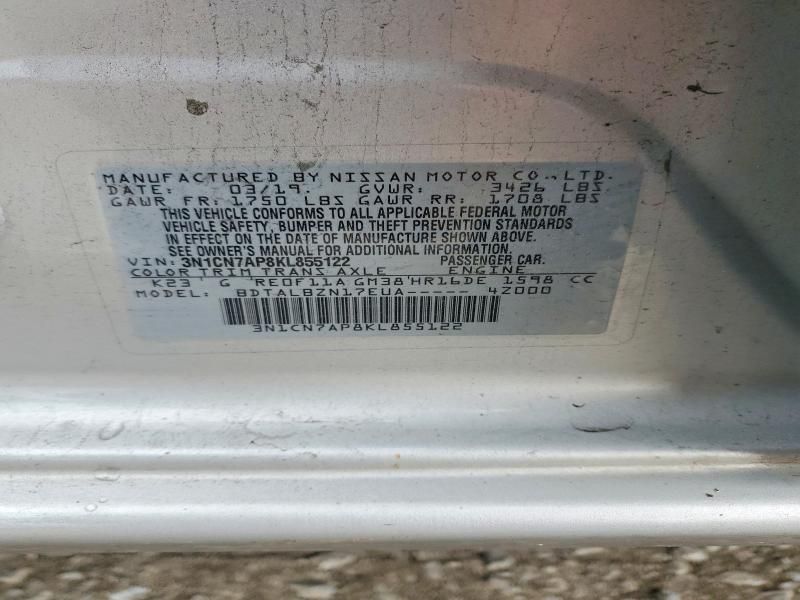 MANUFACTURED BY NISSAN MOTOR CO., LTD.
DATE: 03/19. GVWR: 3426 LBS
GAWR FR: 1750 LBS GAWR RR: 1708 LBS
THIS VEHICLE CONFORMS TO ALL APPLICABLE FEDERAL MOTOR
VEHICLE SAFETY, BUMPER AND THEFT PREVENTION STANDARDS
IN EFFECT ON THE DATE OF MANUFACTURE SHOWN ABOVE.
SEE OWNER'S MANUAL FOR ADDITIONAL INFORMATION.
VIN: 3N1CN7AP8KL855122 PASSENGER CAR.
COLOR TRIM TRANS AXLE ENGINE
K23 G RE0F11A GM38 HR16DE 1598 CC
MODEL: BDTALBZN17EUA----- 4Z000
3N1CN7AP8KL855122